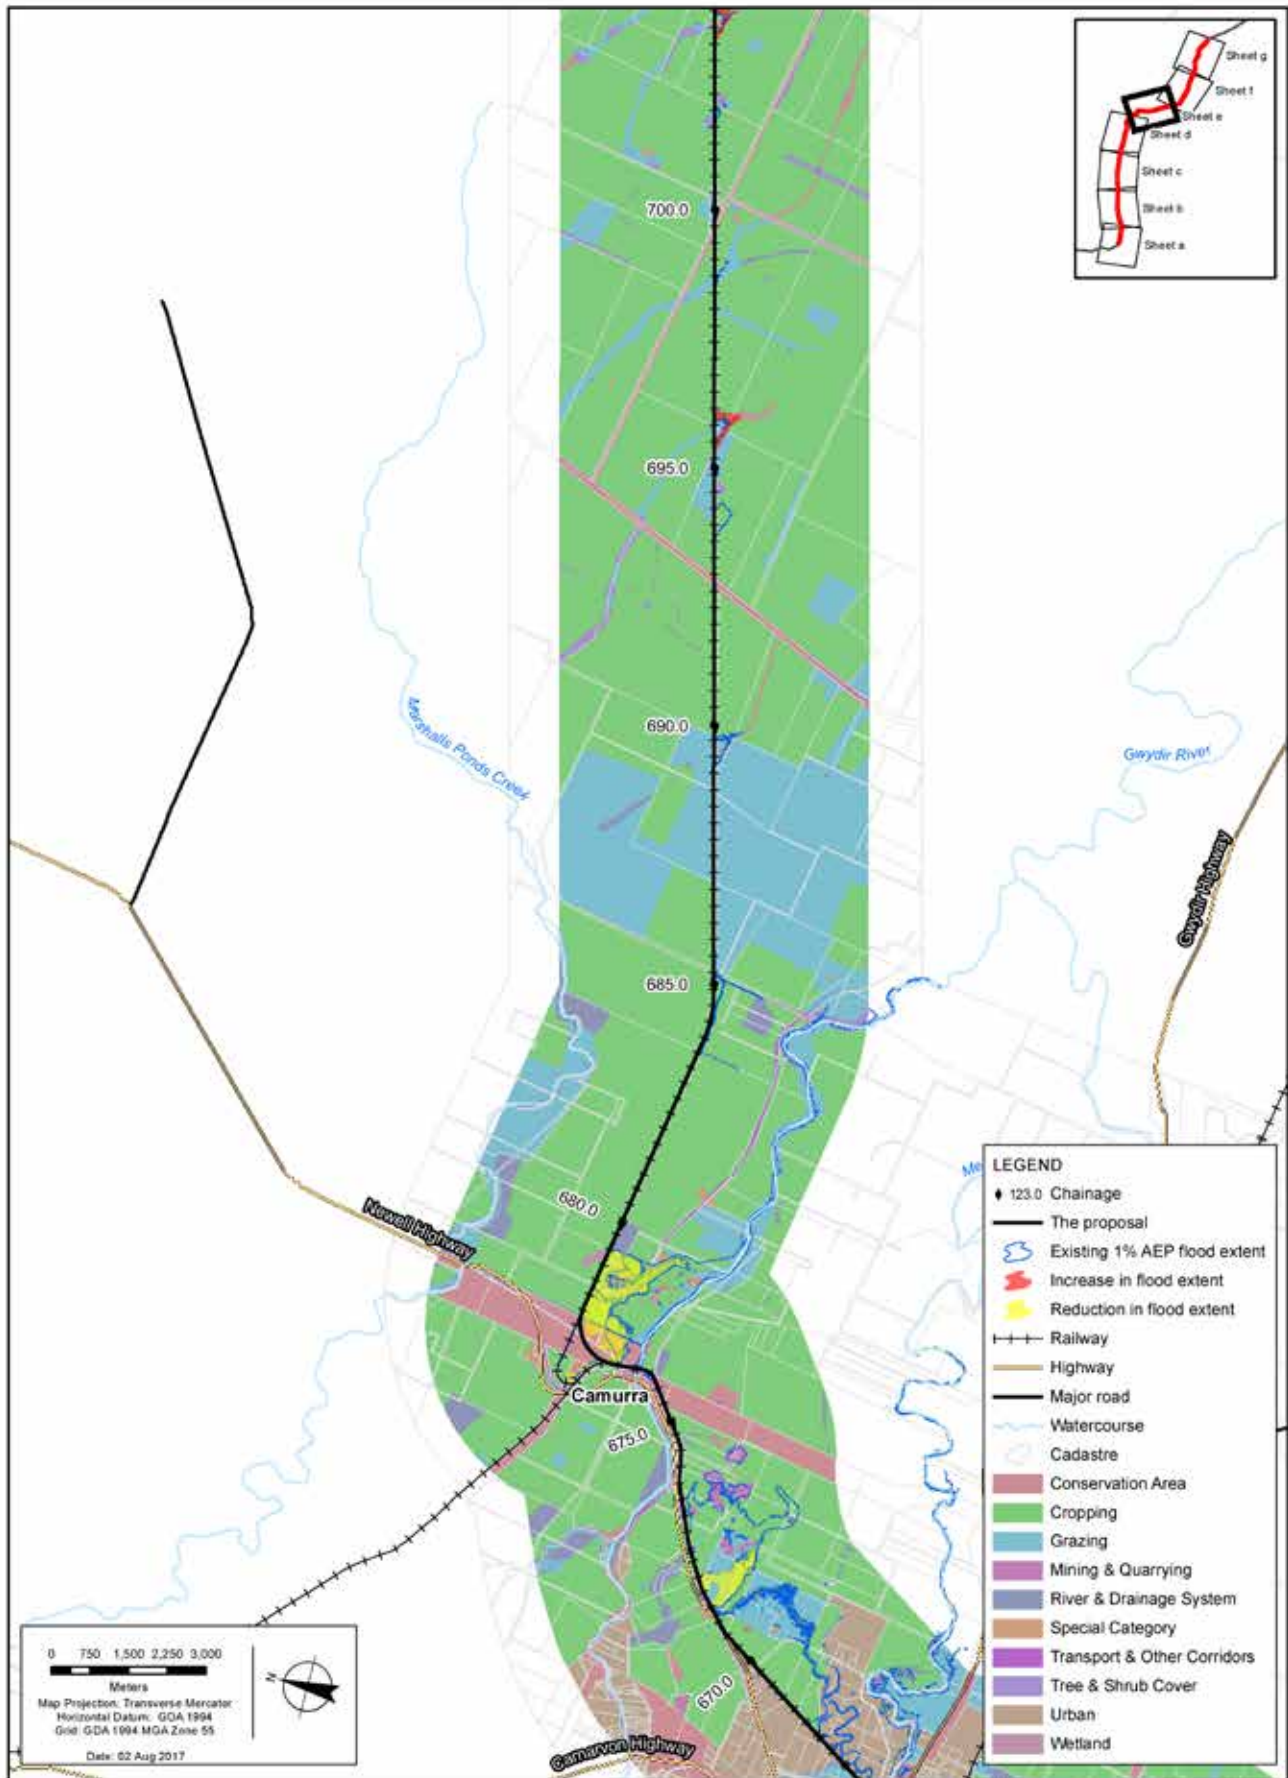 Sheet g
Sheet f
Sheet e
Sheet d
Sheet c
Sheet b
Sheet a
700.0
695.0
690.0
Marshalls Ponds Creek
Gwydir River
Gwydir Highway
685.0
680.0
Newell Highway
Camurra
675.0
670.0
Carnarvon Highway
LEGEND
123.0 Chainage
The proposal
Existing 1% AEP flood extent
Increase in flood extent
Reduction in flood extent
Railway
Highway
Major road
Watercourse
Cadastre
Conservation Area
Cropping
Grazing
Mining & Quarrying
River & Drainage System
Special Category
Transport & Other Corridors
Tree & Shrub Cover
Urban
Wetland
0 750 1,500 2,250 3,000
Meters
Map Projection: Transverse Mercator
Horizontal Datum: GDA 1994
Grid: GDA 1994 MGA Zone 55
Date: 02 Aug 2017
N